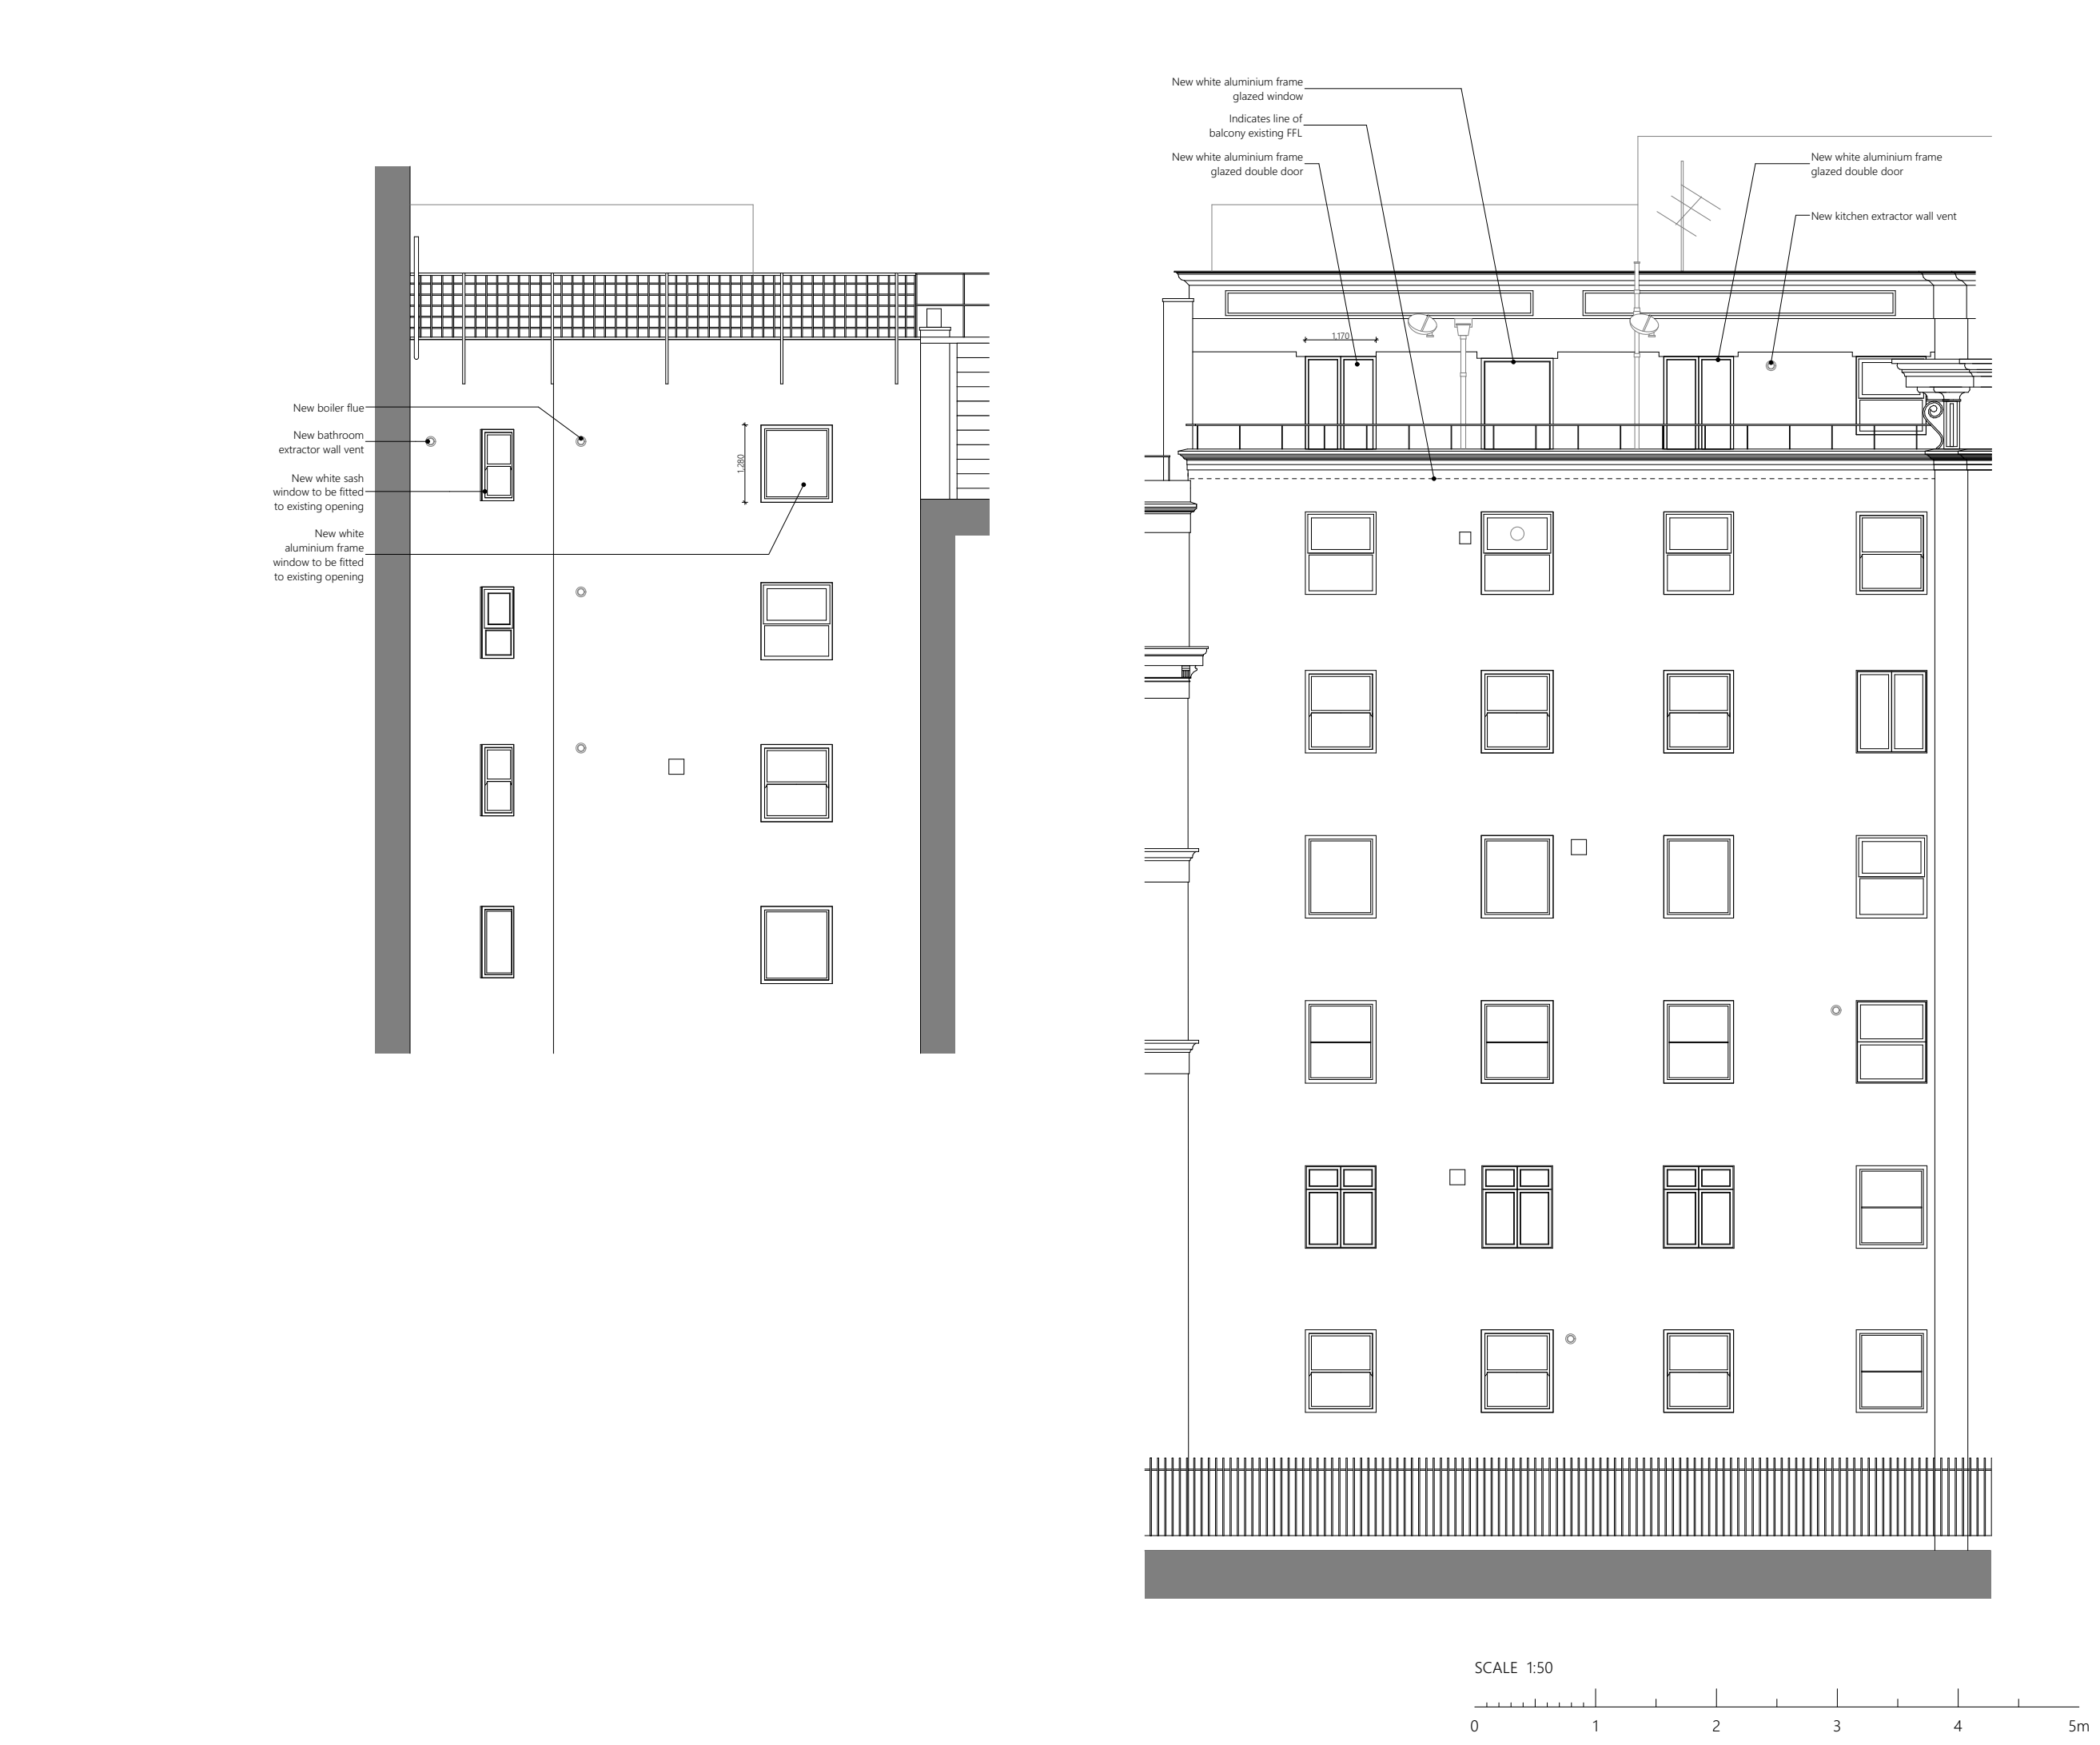 New white aluminium frame
glazed window
Indicates line of
balcony existing FFL
New white aluminium frame
glazed double door
New white aluminium frame
glazed double door
New kitchen extractor wall vent
1,170
New boiler flue
New bathroom
extractor wall vent
New white sash
window to be fitted
to existing opening
New white
aluminium frame
window to be fitted
to existing opening
1,280
SCALE 1:50
0 1 2 3 4 5m